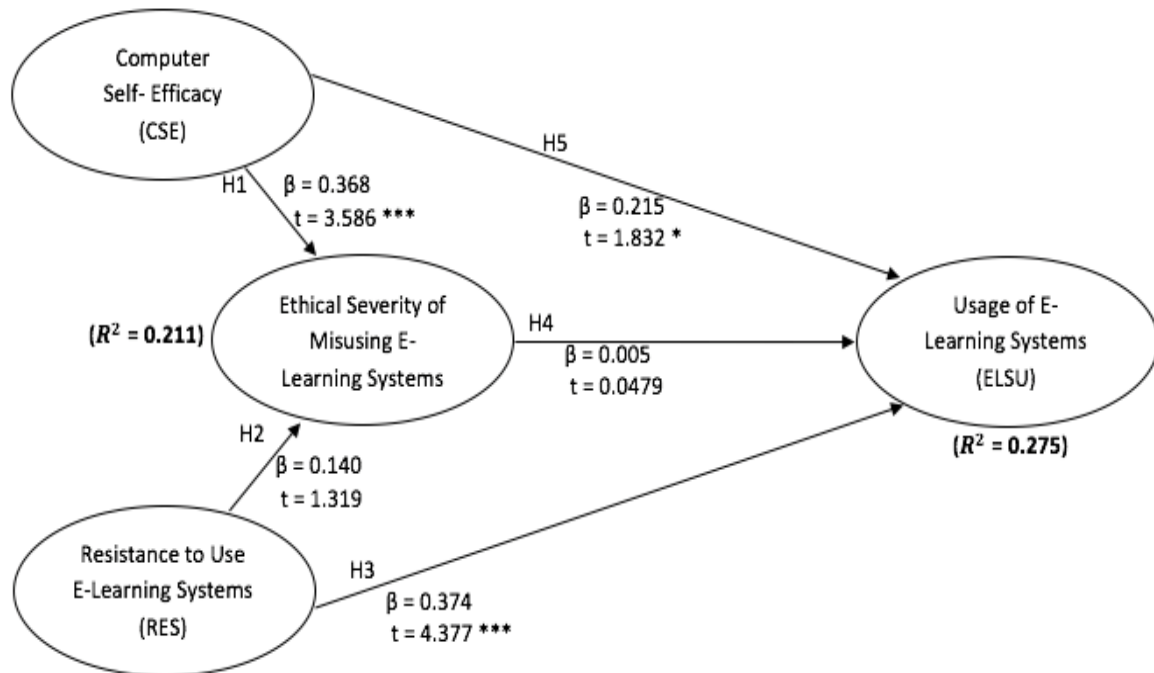 Computer
Self- Efficacy
(CSE)
H1
β = 0.368
t = 3.586 ***
H5
β = 0.215
t = 1.832 *
(R² = 0.211)
Ethical Severity of
Misusing E-
Learning Systems
H4
β = 0.005
t = 0.0479
Usage of E-
Learning Systems
(ELSU)
(R² = 0.275)
H2
β = 0.140
t = 1.319
Resistance to Use
E-Learning Systems
(RES)
H3
β = 0.374
t = 4.377 ***